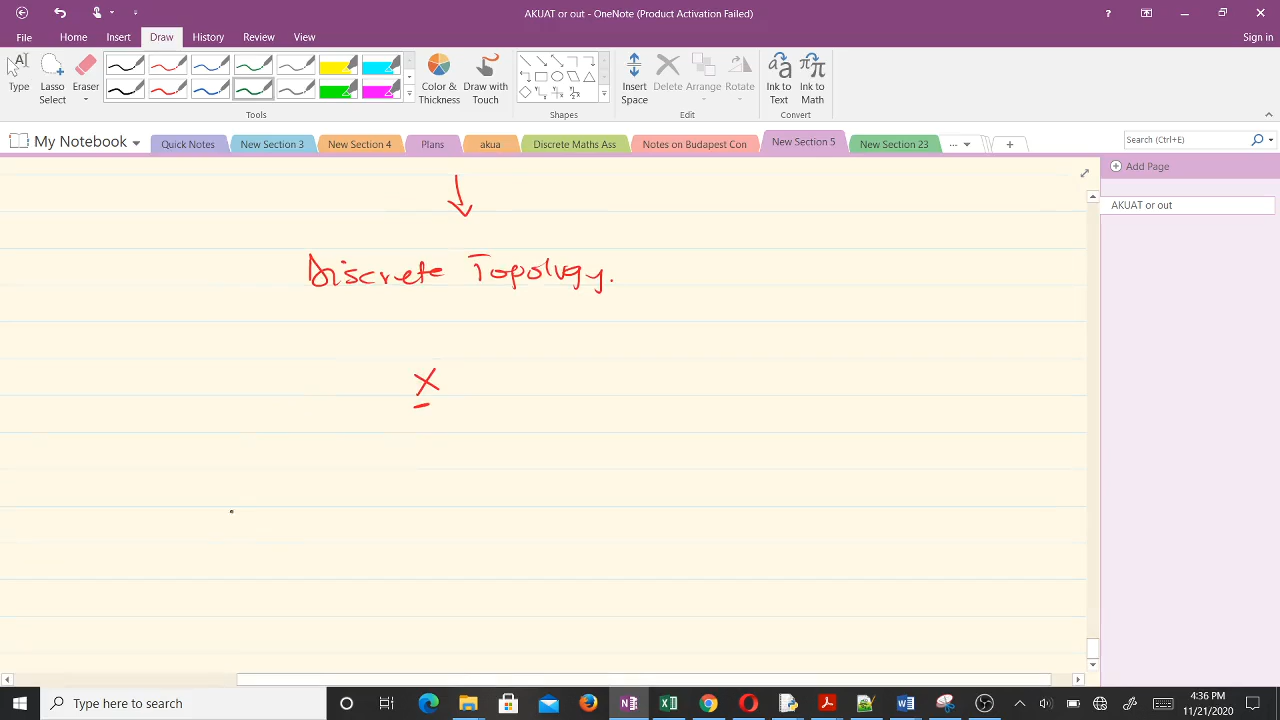 AKUAT or out - OneNote (Product Activation Failed)
Sign in
File Home Insert Draw History Review View
Type
Lasso Select
Eraser
Color & Thickness
Draw with Touch
Insert Space
Delete
Arrange
Rotate
Ink to Text
Ink to Math
Tools
Shapes
Edit
Convert
My Notebook
Quick Notes
New Section 3
New Section 4
Plans
akua
Discrete Maths Ass
Notes on Budapest Con
New Section 5
New Section 23
Search (Ctrl+E)
Add Page
AKUAT or out
Discrete Topology.
X
Type here to search
4:36 PM
11/21/2020